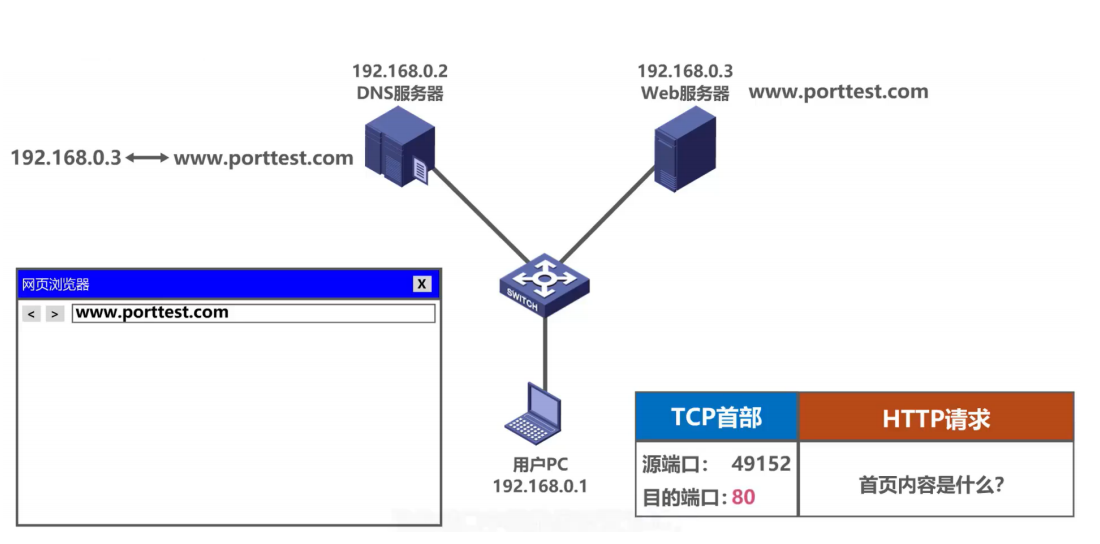 192.168.0.2
DNS服务器
192.168.0.3
Web服务器
www.porttest.com
192.168.0.3
www.porttest.com
SWITCH
网页浏览器
X
<
>
www.porttest.com
用户PC
192.168.0.1
TCP首部
HTTP请求
源端口： 49152
目的端口：80
首页内容是什么？